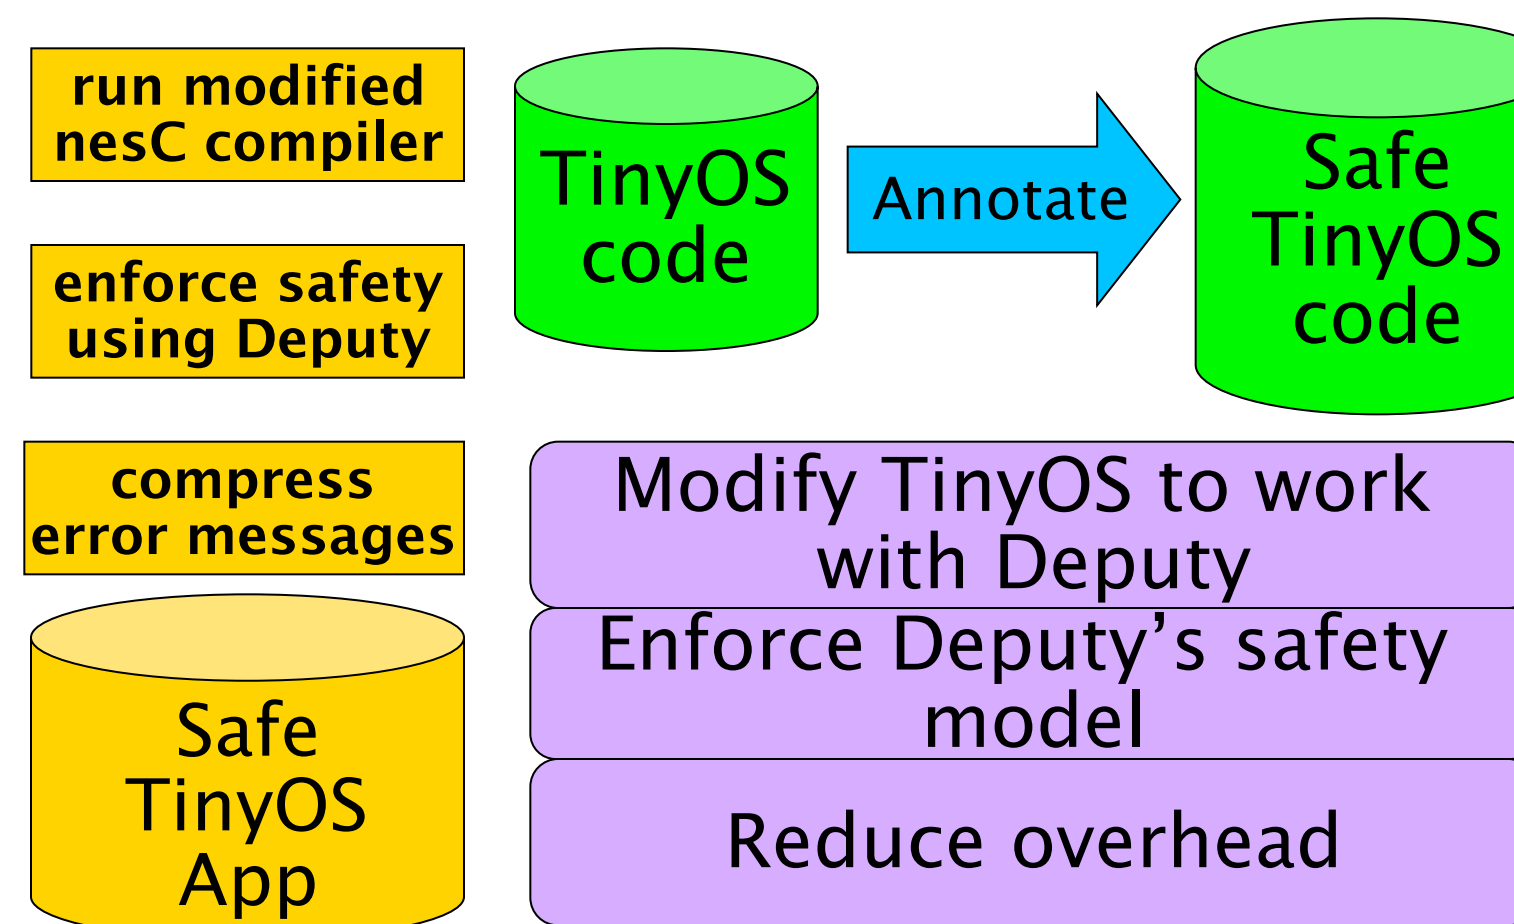 run modified
nesC compiler
enforce safety
using Deputy
compress
error messages
Safe
TinyOS
App
TinyOS
code
Annotate
Safe
TinyOS
code
Modify TinyOS to work
with Deputy
Enforce Deputy’s safety
model
Reduce overhead